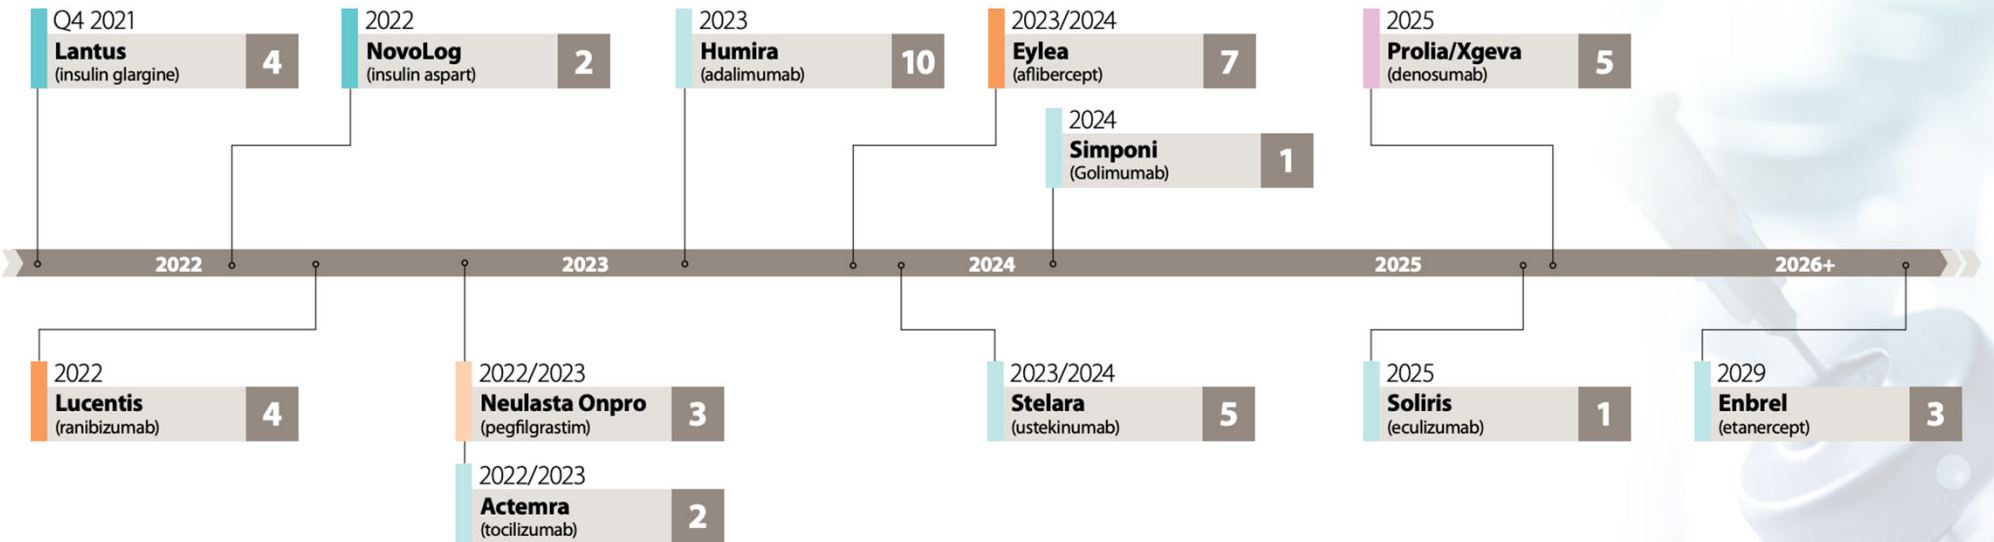 Q4 2021
Lantus
(insulin glargine)
4
2022
NovoLog
(insulin aspart)
2
2023
Humira
(adalimumab)
10
2023/2024
Eylea
(aflibercept)
7
2024
Simponi
(Golimumab)
1
2025
Prolia/Xgeva
(denosumab)
5
2022
2023
2024
2025
2026+
2022
Lucentis
(ranibizumab)
4
2022/2023
Neulasta Onpro
(pegfilgrastim)
3
2022/2023
Actemra
(tocilizumab)
2
2023/2024
Stelara
(ustekinumab)
5
2025
Soliris
(eculizumab)
1
2029
Enbrel
(etanercept)
3